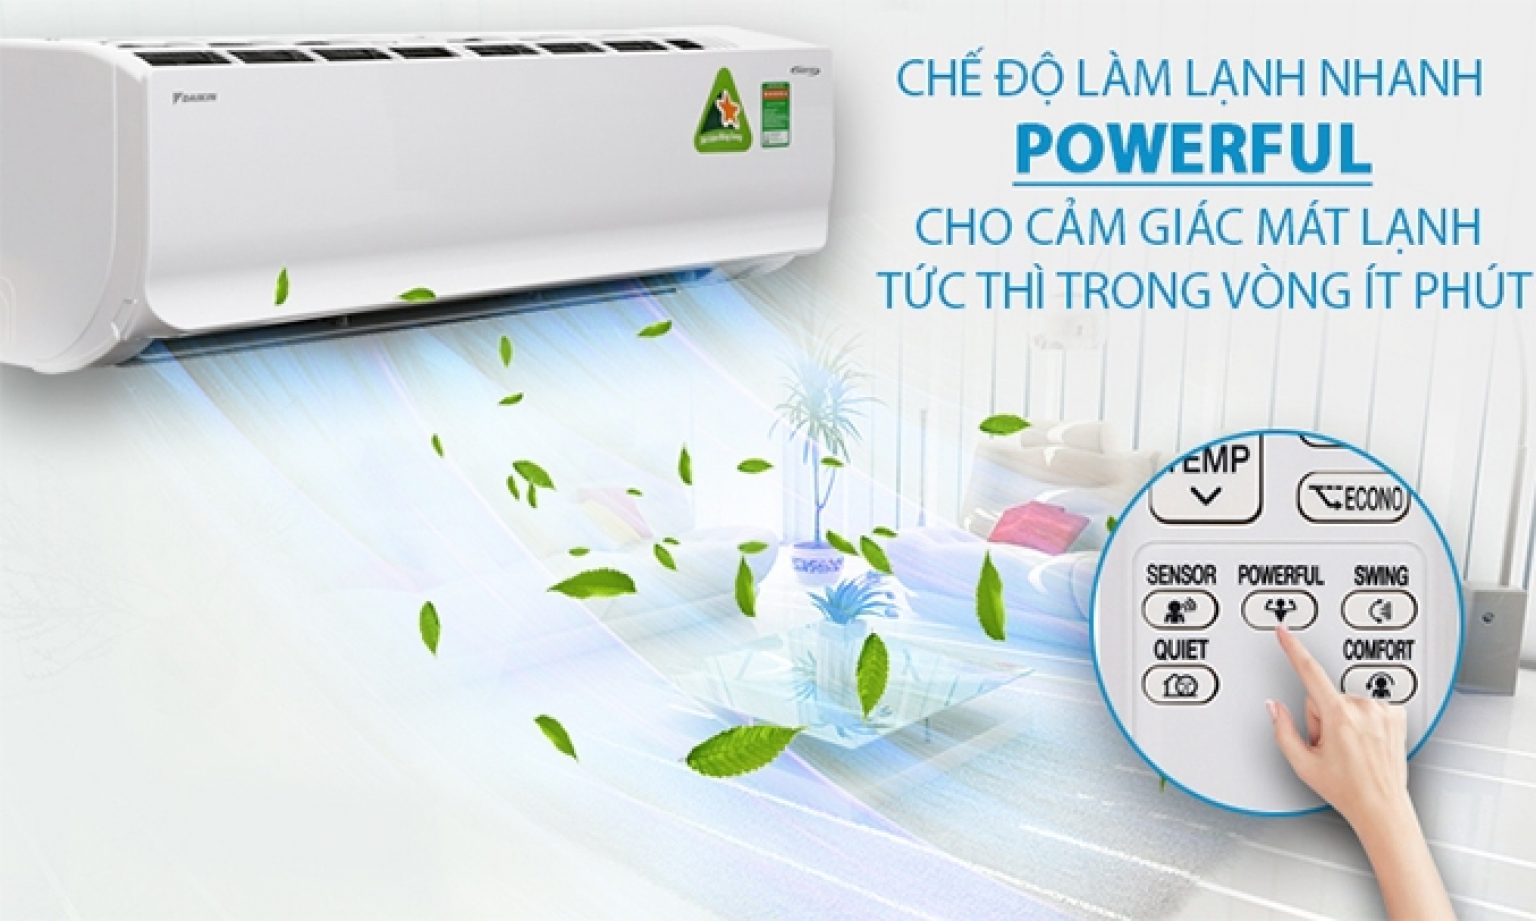 DAIKIN
CHẾ ĐỘ LÀM LẠNH NHANH
POWERFUL
CHO CẢM GIÁC MÁT LẠNH
TỨC THÌ TRONG VÒNG ÍT PHÚT
TEMP
ECONO
SENSOR POWERFUL SWING
QUIET COMFORT